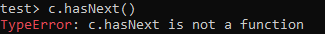 test> c.hasNext()
TypeError: c.hasNext is not a function